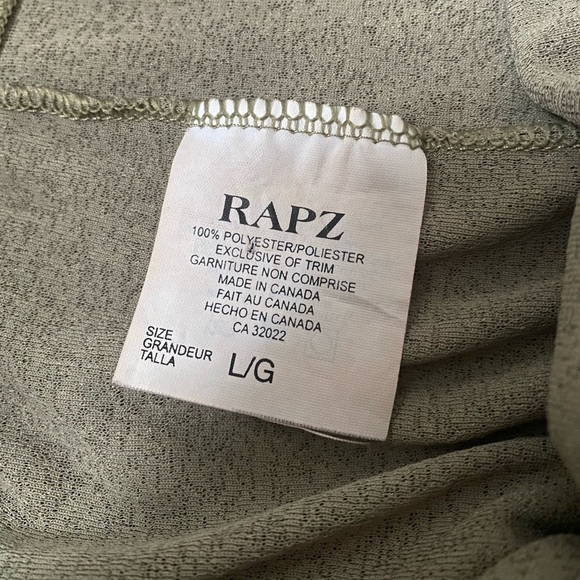 RAPZ
100% POLYESTER/POLIESTER
EXCLUSIVE OF TRIM
GARNITURE NON COMPRISE
MADE IN CANADA
FAIT AU CANADA
HECHO EN CANADA
CA 32022
SIZE
GRANDEUR
TALLA
L/G